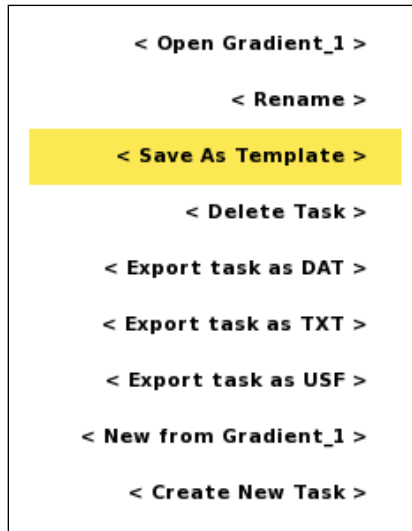 < Open Gradient_1 >
< Rename >
< Save As Template >
< Delete Task >
< Export task as DAT >
< Export task as TXT >
< Export task as USF >
< New from Gradient_1 >
< Create New Task >